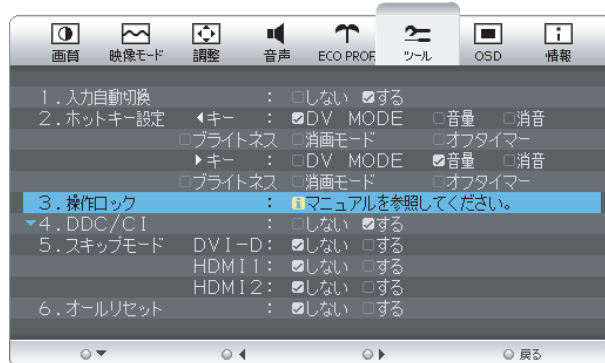 画質 映像モード 調整 音声 ECO PROF. ツール OSD 情報
1.入力自動切換 : □しない ☑する
2.ホットキー設定 ◀キー : ☑DV MODE □音量 □消音
□ブライトネス □消画モード □オフタイマー
▶キー : □DV MODE ☑音量 □消音
□ブライトネス □消画モード □オフタイマー
3.操作ロック : iマニュアルを参照してください。
▼4.DDC/CI : □しない ☑する
5.スキップモード DVI-D: ☑しない □する
HDMI1: ☑しない □する
HDMI2: ☑しない □する
6.オールリセット : ☑しない □する
▼ ◀ ▶ 戻る